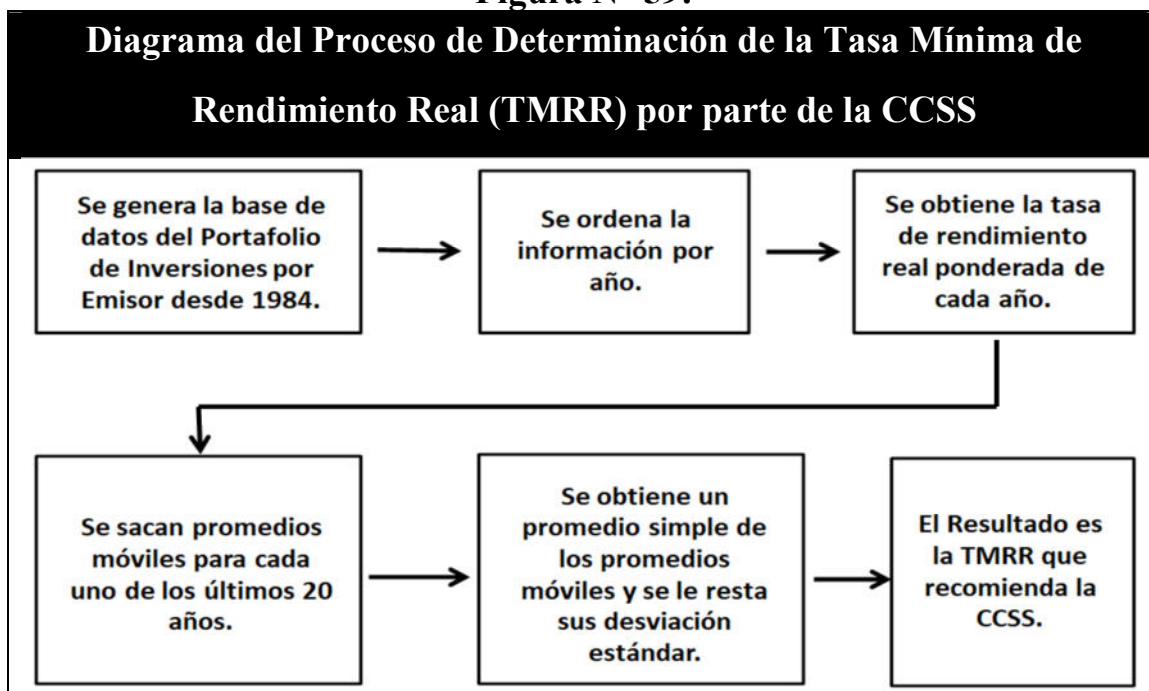 Figura N° 39:
Diagrama del Proceso de Determinación de la Tasa Mínima de
Rendimiento Real (TMRR) por parte de la CCSS
Se genera la base de
datos del Portafolio
de Inversiones por
Emisor desde 1984.
Se ordena la
información por
año.
Se obtiene la tasa
de rendimiento
real ponderada de
cada año.
Se sacan promedios
móviles para cada
uno de los últimos 20
años.
Se obtiene un
promedio simple de
los promedios
móviles y se le resta
sus desviación
estándar.
El Resultado es
la TMRR que
recomienda la
CCSS.